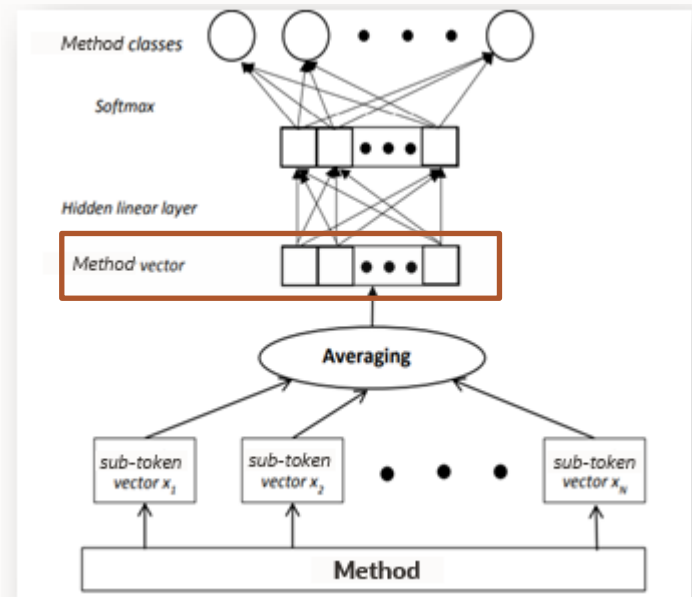 Method classes
Softmax
Hidden linear layer
Method vector
Averaging
sub-token
vector x₁
sub-token
vector x₂
sub-token
vector x_N
Method